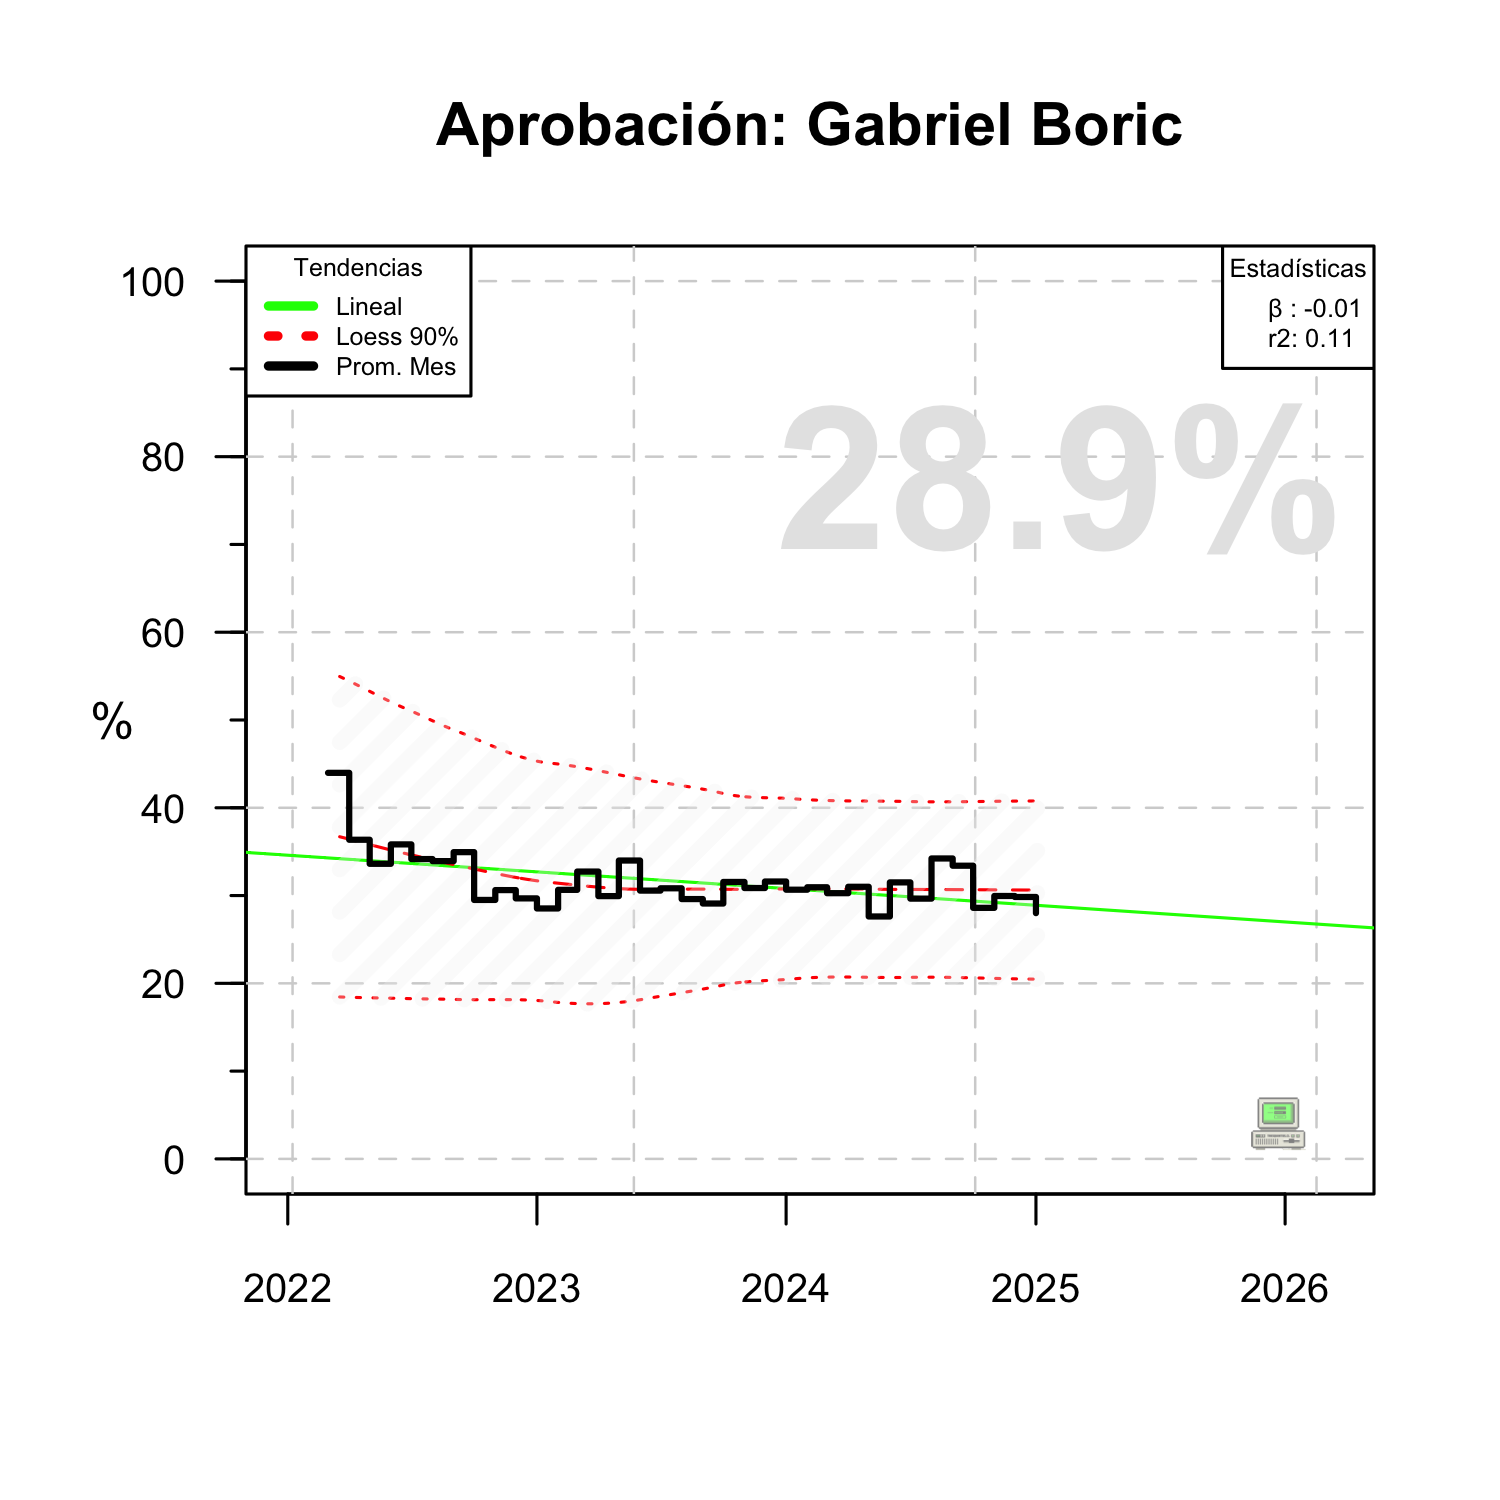 Aprobación: Gabriel Boric
Tendencias
Lineal
Loess 90%
Prom. Mes
Estadísticas
β : -0.01
r2: 0.11
28.9%
100
80
60
40
20
0
%
2022 2023 2024 2025 2026